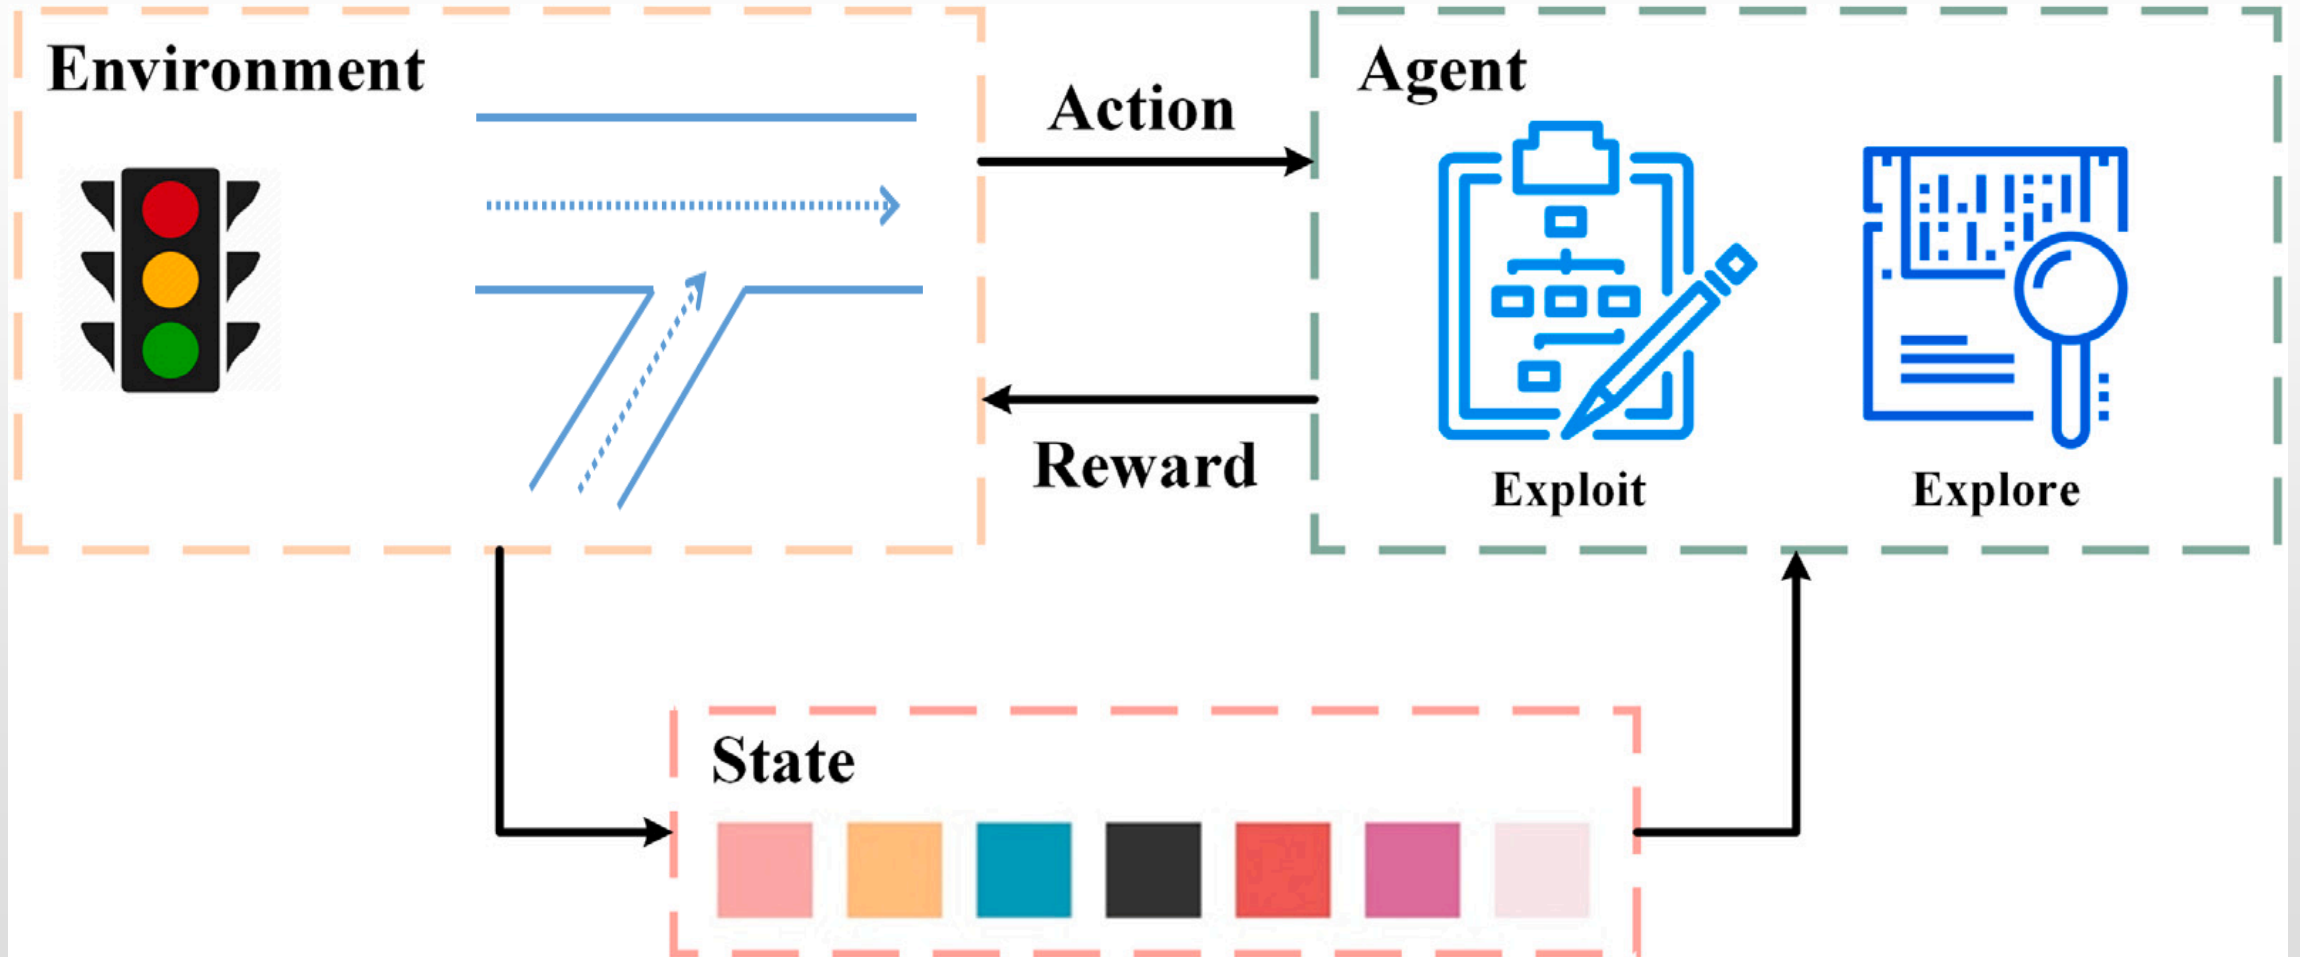 Environment
Action
Agent
Reward
Exploit
Explore
State